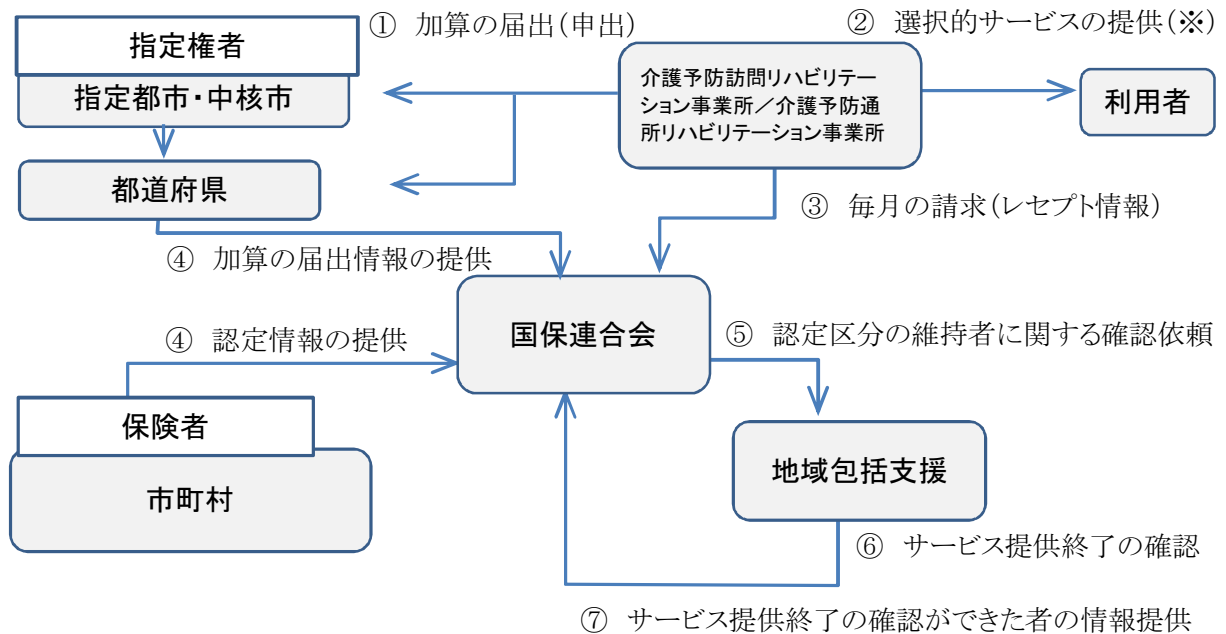 ① 加算の届出(申出)
② 選択的サービスの提供(※)
指定権者
指定都市・中核市
介護予防訪問リハビリテー
ション事業所／介護予防通
所リハビリテーション事業所
利用者
都道府県
③ 毎月の請求(レセプト情報)
④ 加算の届出情報の提供
国保連合会
④ 認定情報の提供
⑤ 認定区分の維持者に関する確認依頼
保険者
市町村
地域包括支援
⑥ サービス提供終了の確認
⑦ サービス提供終了の確認ができた者の情報提供